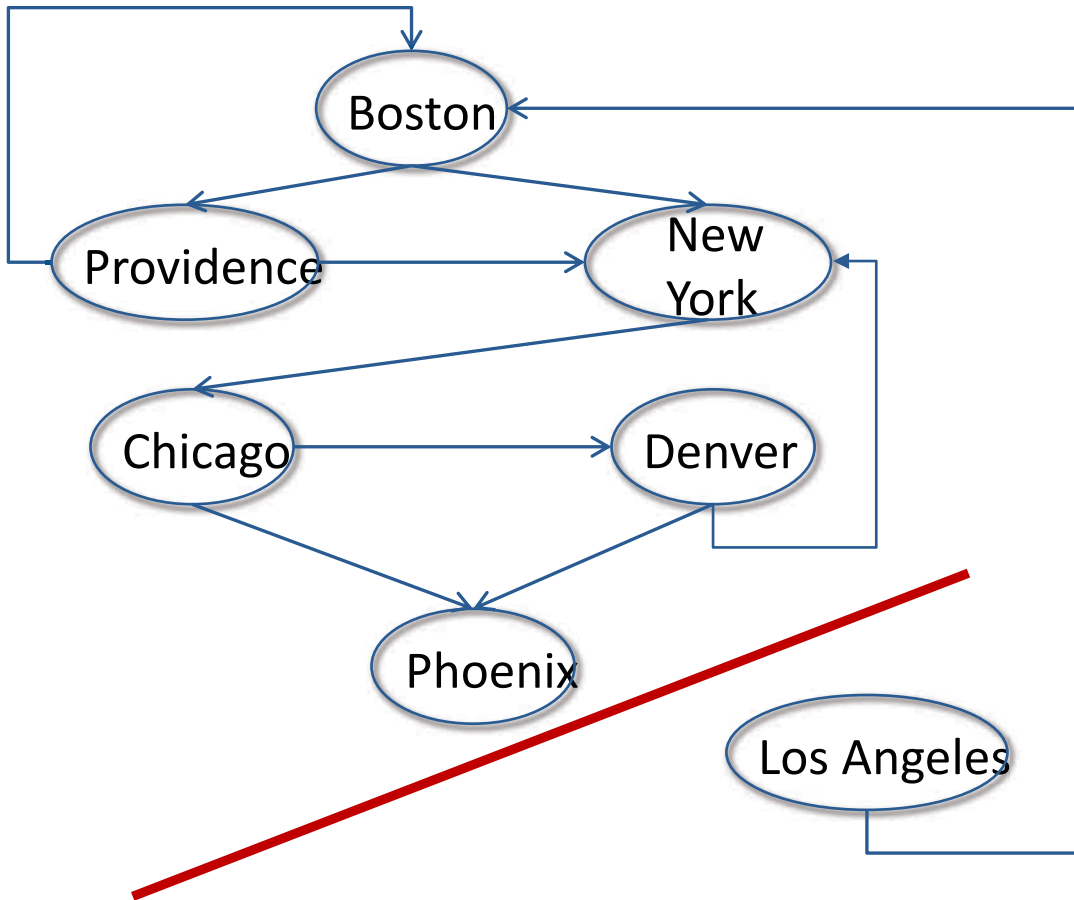 Boston
Providence
New
York
Chicago
Denver
Phoenix
Los Angeles